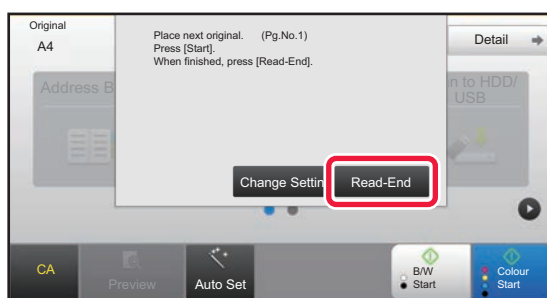 Original
A4
Place next original. (Pg.No.1)
Press [Start].
When finished, press [Read-End].
Detail
Address B
n to HDD/
USB
Change Settin
Read-End
CA
Preview
Auto Set
B/W
Start
Colour
Start